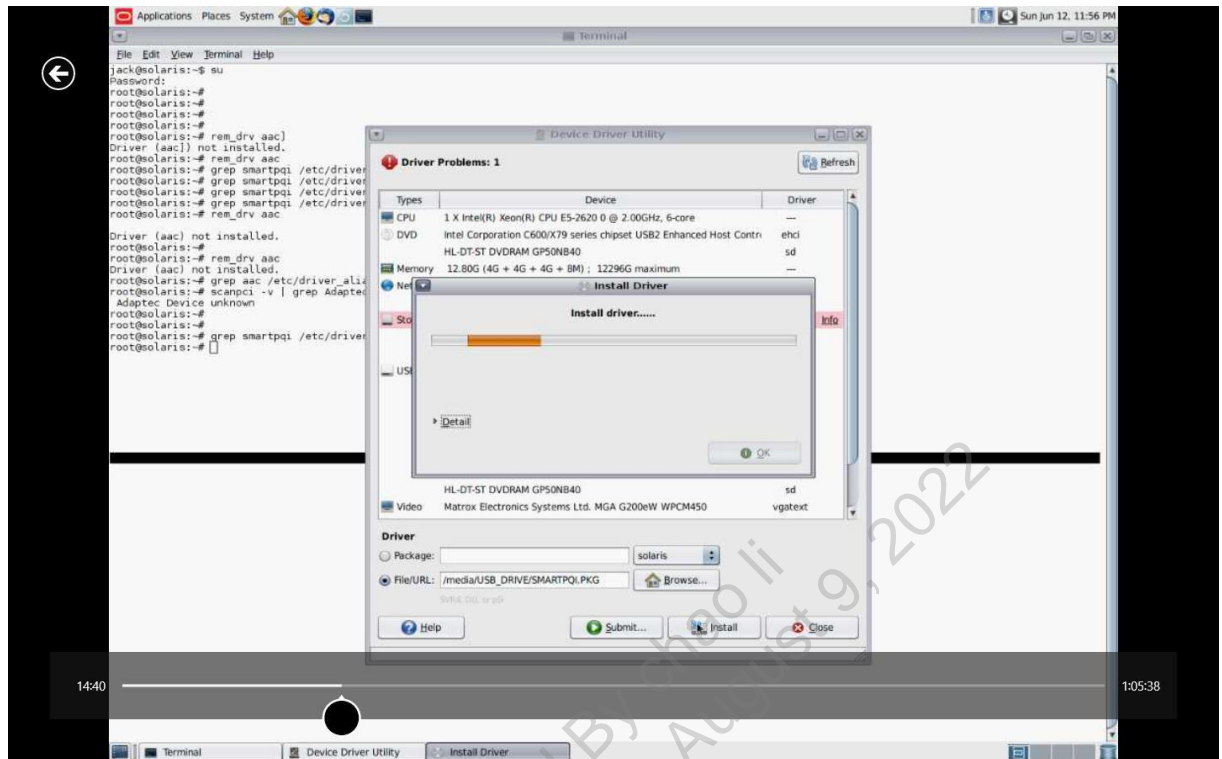 Applications Places System Sun Jun 12, 11:56 PM
Terminal
File Edit View Terminal Help
jack@solaris:~$ su
Password:
root@solaris:~#
root@solaris:~#
root@solaris:~#
root@solaris:~#
root@solaris:~# rem_drv aac]
Driver (aac]) not installed.
root@solaris:~# rem_drv aac
root@solaris:~# grep smartpqi /etc/driver
root@solaris:~# grep smartpqi /etc/driver
root@solaris:~# grep smartpqi /etc/driver
root@solaris:~# grep smartpqi /etc/driver
root@solaris:~# rem_drv aac
Driver (aac) not installed.
root@solaris:~#
root@solaris:~# rem_drv aac
Driver (aac) not installed.
root@solaris:~# grep aac /etc/driver_alia
root@solaris:~# scanpci -v | grep Adaptec
Adaptec Device unknown
root@solaris:~#
root@solaris:~#
root@solaris:~# grep smartpqi /etc/driver
root@solaris:~#
Device Driver Utility
Driver Problems: 1
Refresh
Types Device Driver
CPU 1 X Intel(R) Xeon(R) CPU E5-2620 0 @ 2.00GHz, 6-core ---
DVD Intel Corporation C600/X79 series chipset USB2 Enhanced Host Contr ehci
HL-DT-ST DVDRAM GP50NB40 sd
Memory 12.80G (4G + 4G + 4G + 8M) ; 12296G maximum ---
Net
Sto Info
USB
Install Driver
Install driver......
Detail
OK
HL-DT-ST DVDRAM GP50NB40 sd
Video Matrox Electronics Systems Ltd. MGA G200eW WPCM450 vgatext
Driver
Package: solaris
File/URL: /media/USB_DRIVE/SMARTPQI.PKG Browse...
Help Submit... Install Close
14:40 1:05:38
Terminal Device Driver Utility Install Driver
By chao li
August 9, 2022